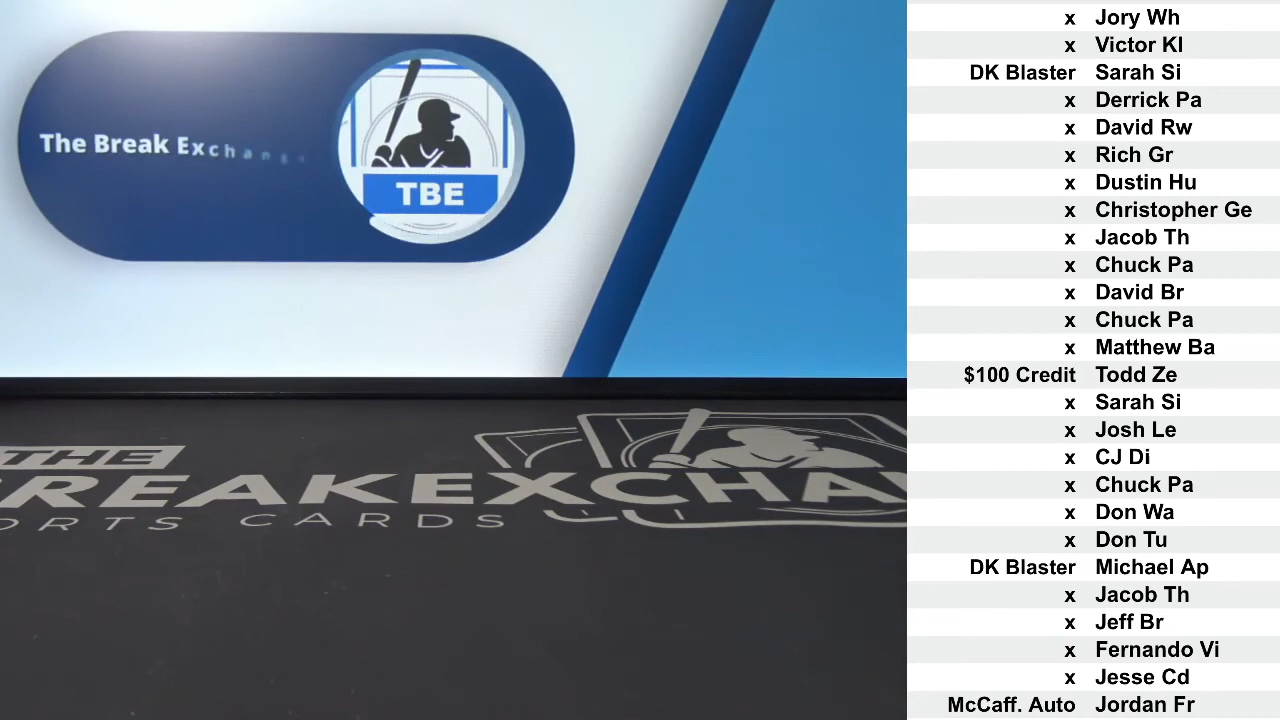 The Break Exchang
TBE
THE
BREAKEXCHA
ORTS CARDS
x Jory Wh
x Victor Kl
DK Blaster Sarah Si
x Derrick Pa
x David Rw
x Rich Gr
x Dustin Hu
x Christopher Ge
x Jacob Th
x Chuck Pa
x David Br
x Chuck Pa
x Matthew Ba
$100 Credit Todd Ze
x Sarah Si
x Josh Le
x CJ Di
x Chuck Pa
x Don Wa
x Don Tu
DK Blaster Michael Ap
x Jacob Th
x Jeff Br
x Fernando Vi
x Jesse Cd
McCaff. Auto Jordan Fr